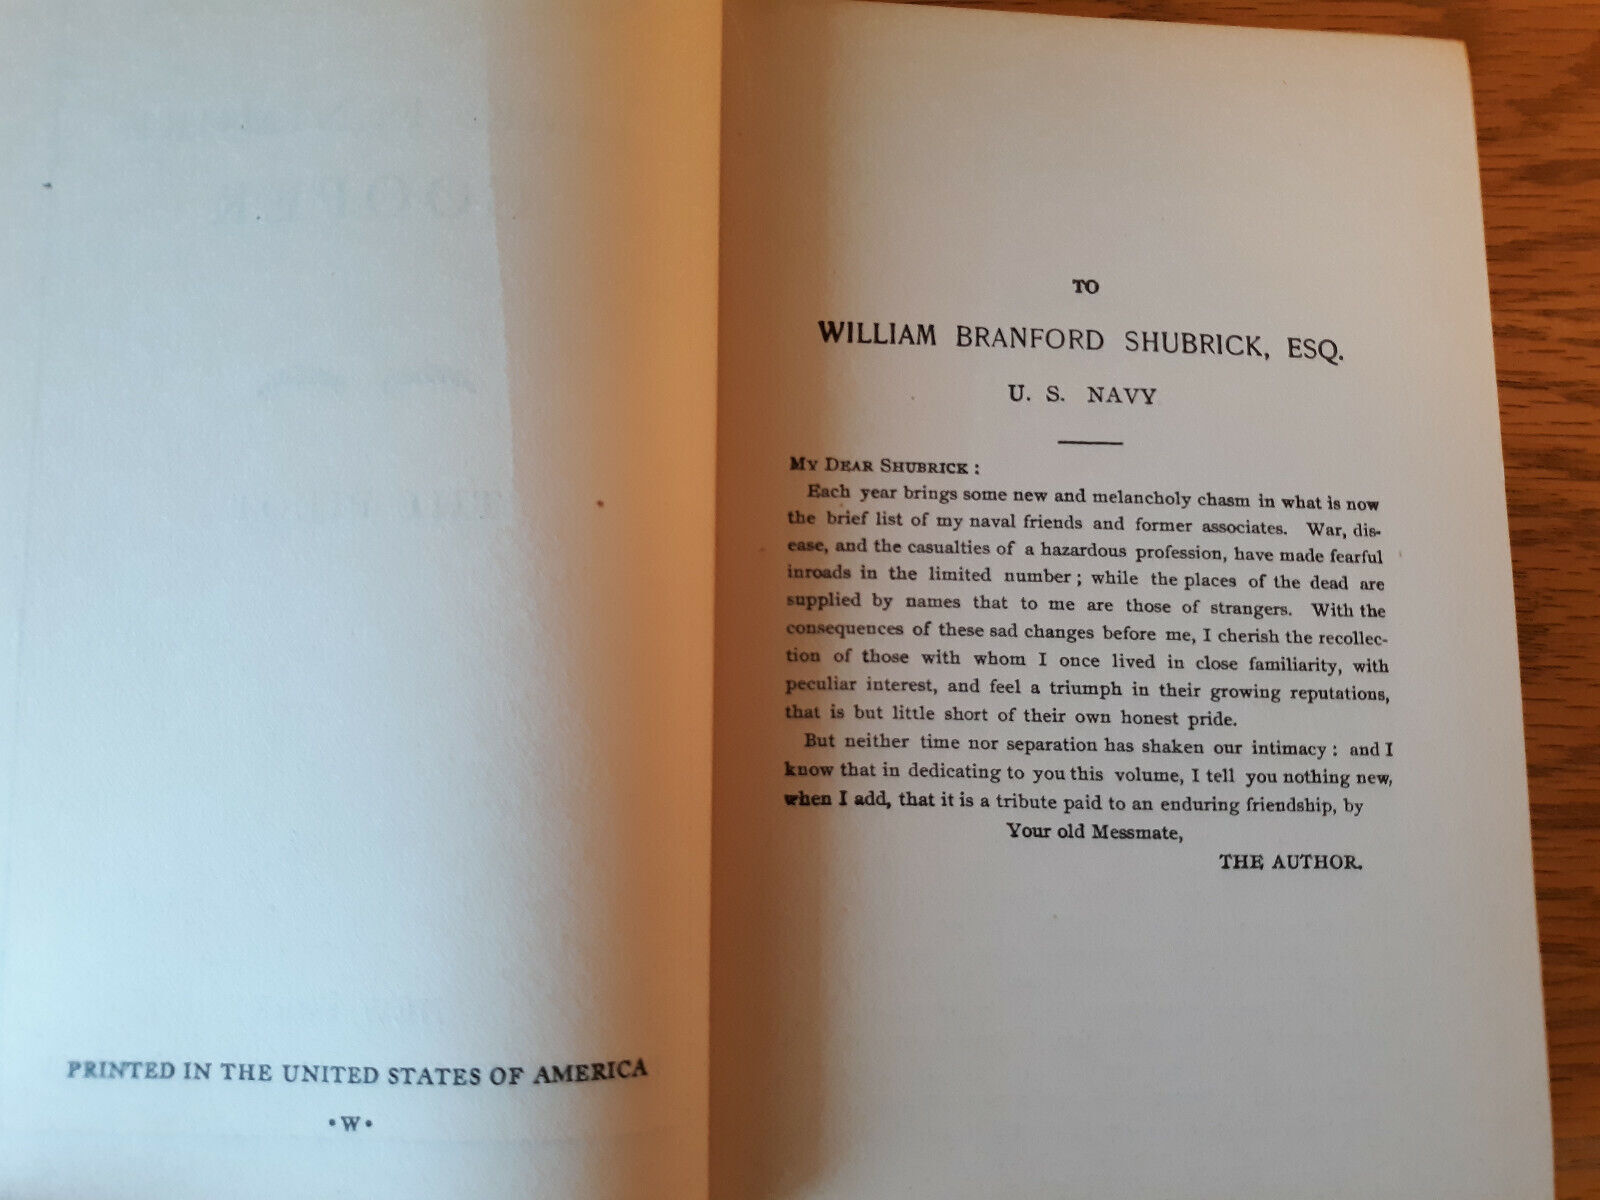 PRINTED IN THE UNITED STATES OF AMERICA
•W•
TO
WILLIAM BRANFORD SHUBRICK, ESQ.
U. S. NAVY
MY DEAR SHUBRICK :
Each year brings some new and melancholy chasm in what is now
the brief list of my naval friends and former associates. War, dis-
ease, and the casualties of a hazardous profession, have made fearful
inroads in the limited number ; while the places of the dead are
supplied by names that to me are those of strangers. With the
consequences of these sad changes before me, I cherish the recollec-
tion of those with whom I once lived in close familiarity, with
peculiar interest, and feel a triumph in their growing reputations,
that is but little short of their own honest pride.
But neither time nor separation has shaken our intimacy : and I
know that in dedicating to you this volume, I tell you nothing new,
when I add, that it is a tribute paid to an enduring friendship, by
Your old Messmate,
THE AUTHOR.